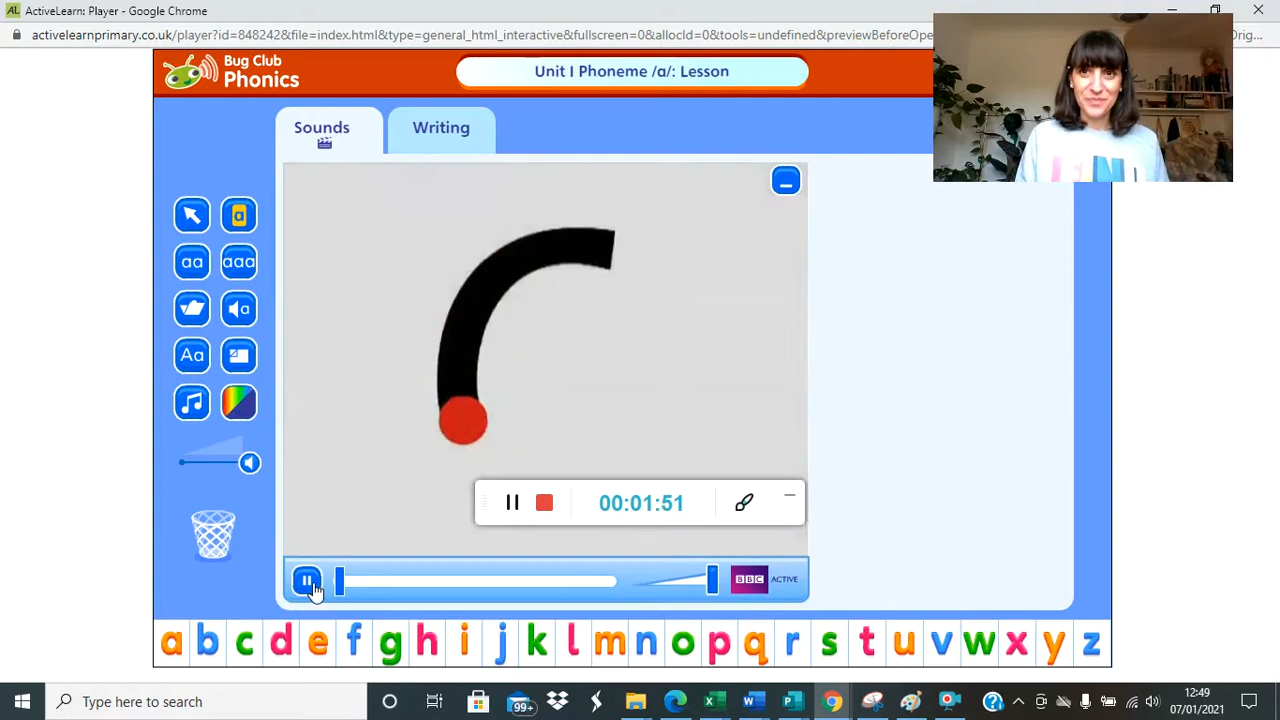 AL ActiveLearn: Player - Google Chrome
activelearnprimary.co.uk/player?id=848242&file=index.html&type=general_html_interactive&fullscreen=0&allocId=0&tools=undefined&previewBeforeOpe
Orig...
Bug Club
Phonics
Unit 1 Phoneme /a/: Lesson
Sounds
Writing
a
aa aaa
a
Aa
00:01:51
BBC ACTIVE
a b c d e f g h i j k l m n o p q r s t u v w x y z
Type here to search
99+
12:49
07/01/2021